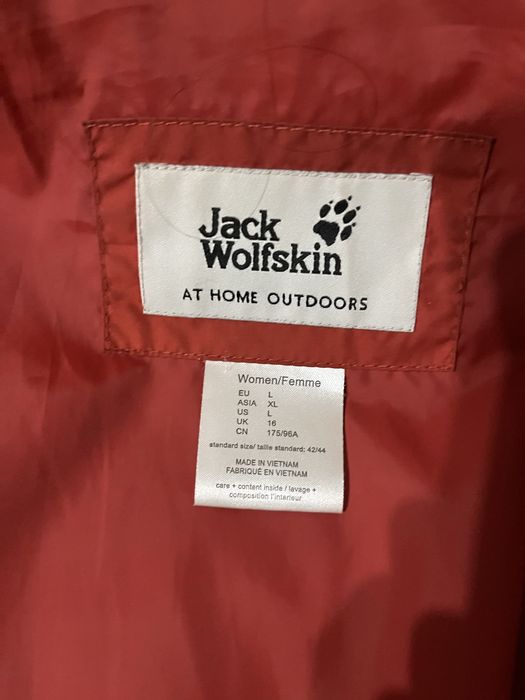 Jack
Wolfskin
AT HOME OUTDOORS
Women/Femme
EU L
ASIA XL
US L
UK 16
CN 175/96A
standard size/ taille standard: 42/44
MADE IN VIETNAM
FABRIQUÉ EN VIETNAM
care + content inside / lavage +
composition l'interieur